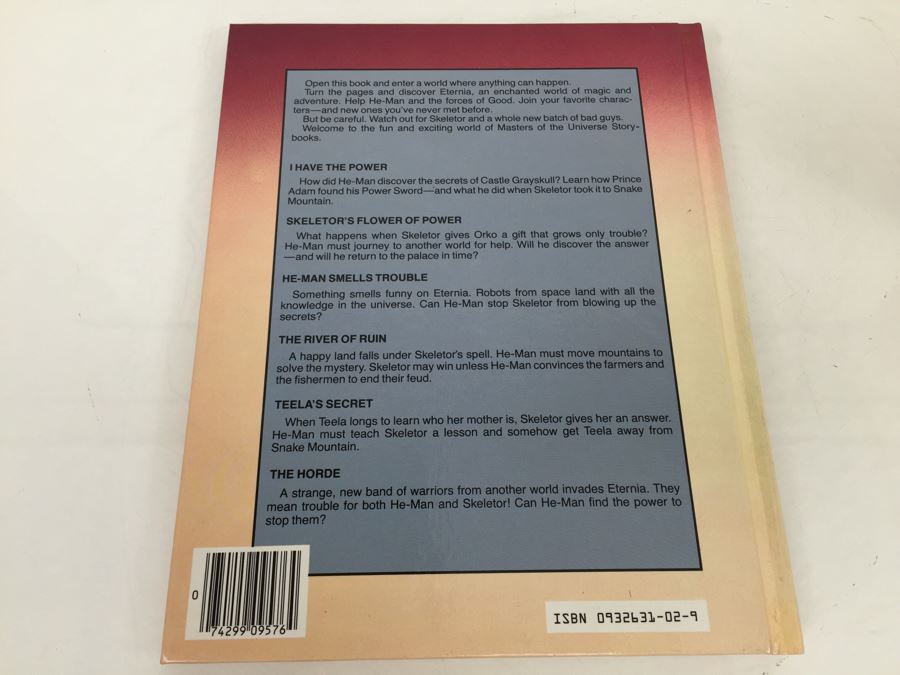 Open this book and enter a world where anything can happen.
Turn the pages and discover Eternia, an enchanted world of magic and
adventure. Help He-Man and the forces of Good. Join your favorite charac-
ters—and new ones you've never met before.
But be careful. Watch out for Skeletor and a whole new batch of bad guys.
Welcome to the fun and exciting world of Masters of the Universe Story-
books.
I HAVE THE POWER
How did He-Man discover the secrets of Castle Grayskull? Learn how Prince
Adam found his Power Sword—and what he did when Skeletor took it to Snake
Mountain.
SKELETOR'S FLOWER OF POWER
What happens when Skeletor gives Orko a gift that grows only trouble?
He-Man must journey to another world for help. Will he discover the answer
—and will he return to the palace in time?
HE-MAN SMELLS TROUBLE
Something smells funny on Eternia. Robots from space land with all the
knowledge in the universe. Can He-Man stop Skeletor from blowing up the
secrets?
THE RIVER OF RUIN
A happy land falls under Skeletor's spell. He-Man must move mountains to
solve the mystery. Skeletor may win unless He-Man convinces the farmers and
the fishermen to end their feud.
TEELA'S SECRET
When Teela longs to learn who her mother is, Skeletor gives her an answer.
He-Man must teach Skeletor a lesson and somehow get Teela away from
Snake Mountain.
THE HORDE
A strange, new band of warriors from another world invades Eternia. They
mean trouble for both He-Man and Skeletor! Can He-Man find the power to
stop them?
0 74299 09576
ISBN 0932631-02-9